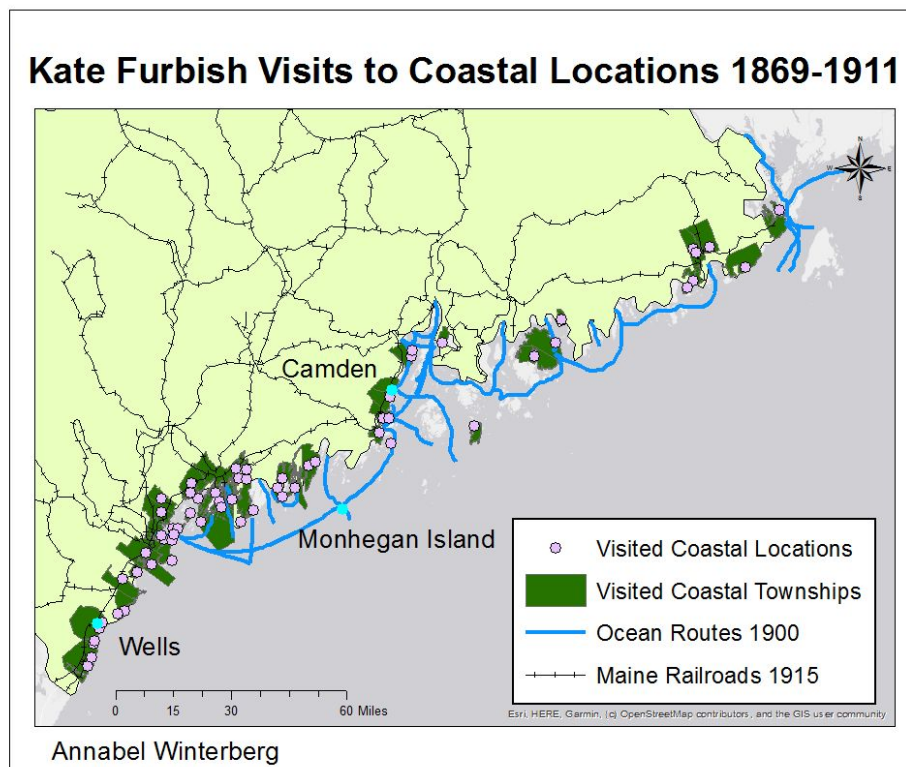 Kate Furbish Visits to Coastal Locations 1869-1911
N
W
E
S
Camden
Monhegan Island
Wells
Visited Coastal Locations
Visited Coastal Townships
Ocean Routes 1900
Maine Railroads 1915
0 15 30 60 Miles
Esri, HERE, Garmin, (c) OpenStreetMap contributors, and the GIS user community
Annabel Winterberg